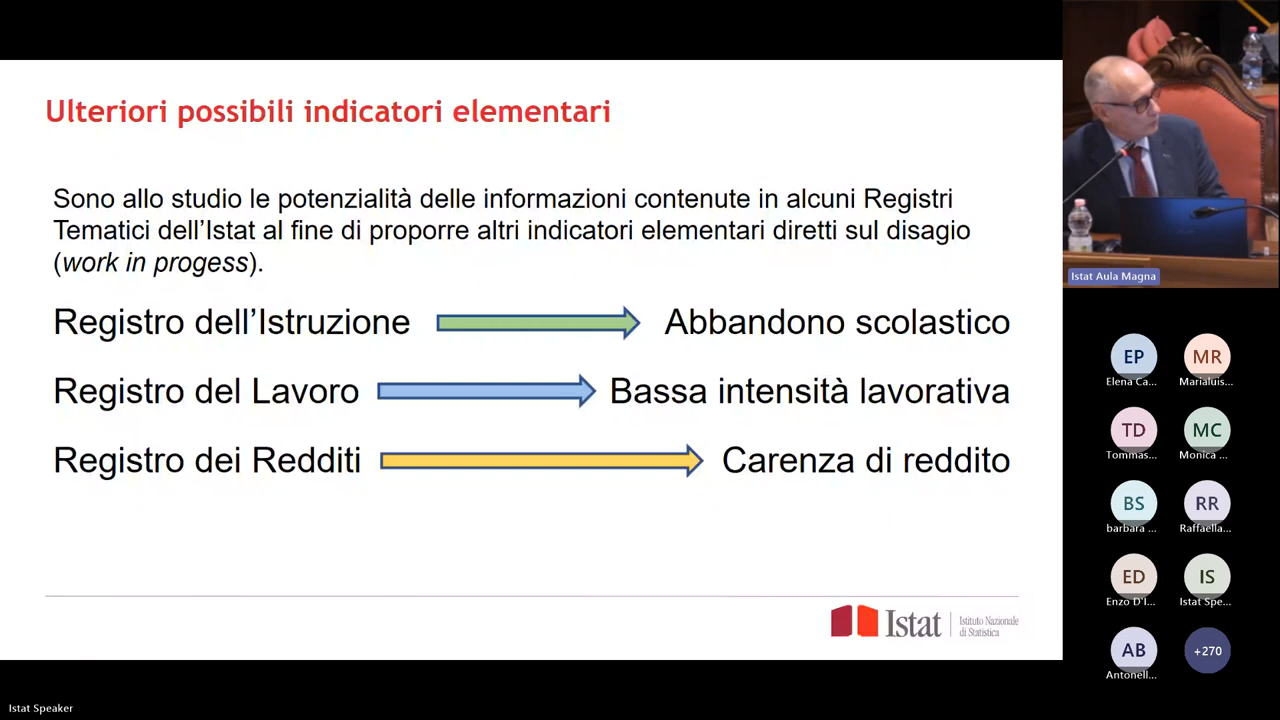 Ulteriori possibili indicatori elementari
Sono allo studio le potenzialità delle informazioni contenute in alcuni Registri
Tematici dell’Istat al fine di proporre altri indicatori elementari diretti sul disagio
(work in progess).
Registro dell’Istruzione
Abbandono scolastico
Registro del Lavoro
Bassa intensità lavorativa
Registro dei Redditi
Carenza di reddito
Istat
Istituto Nazionale
di Statistica
Istat Aula Magna
EP
MR
Elena Ca...
Marialuis...
TD
MC
Tommas...
Monica ...
BS
RR
barbara ...
Raffaella...
ED
IS
Enzo D'I...
Istat Spe...
AB
+270
Antonell...
Istat Speaker